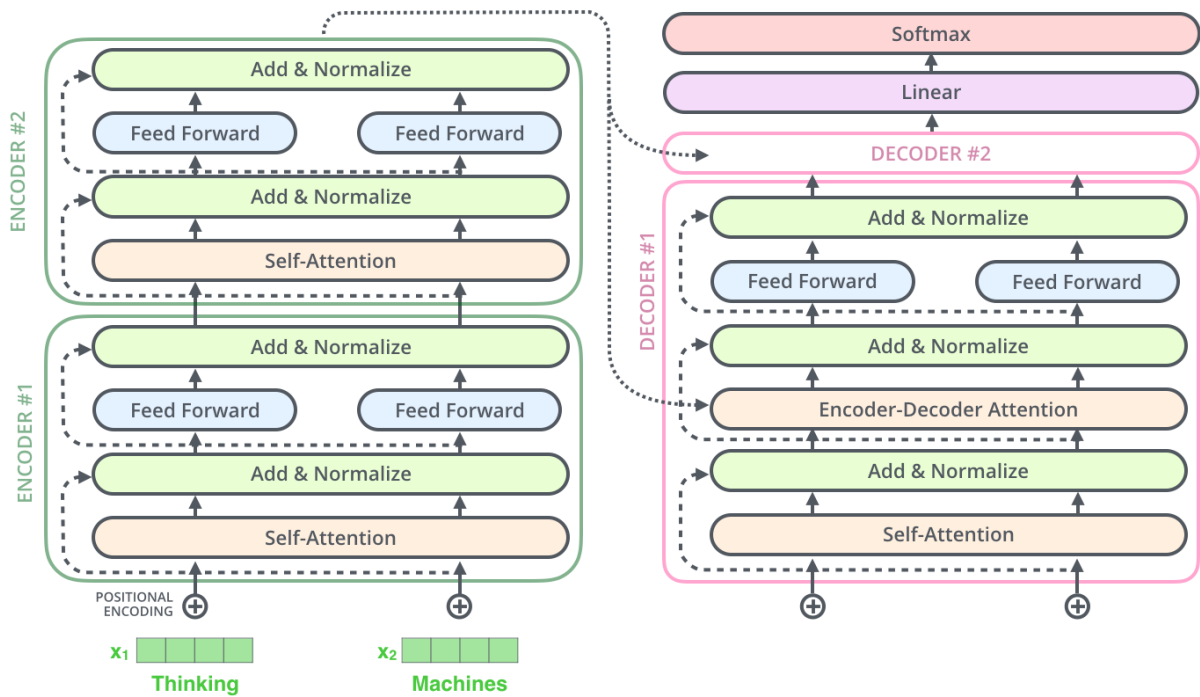 ENCODER #2
Add & Normalize
Feed Forward
Feed Forward
Add & Normalize
Self-Attention
ENCODER #1
Add & Normalize
Feed Forward
Feed Forward
Add & Normalize
Self-Attention
POSITIONAL
ENCODING
x₁
x₂
Thinking
Machines
Softmax
Linear
DECODER #2
DECODER #1
Add & Normalize
Feed Forward
Feed Forward
Add & Normalize
Encoder-Decoder Attention
Add & Normalize
Self-Attention